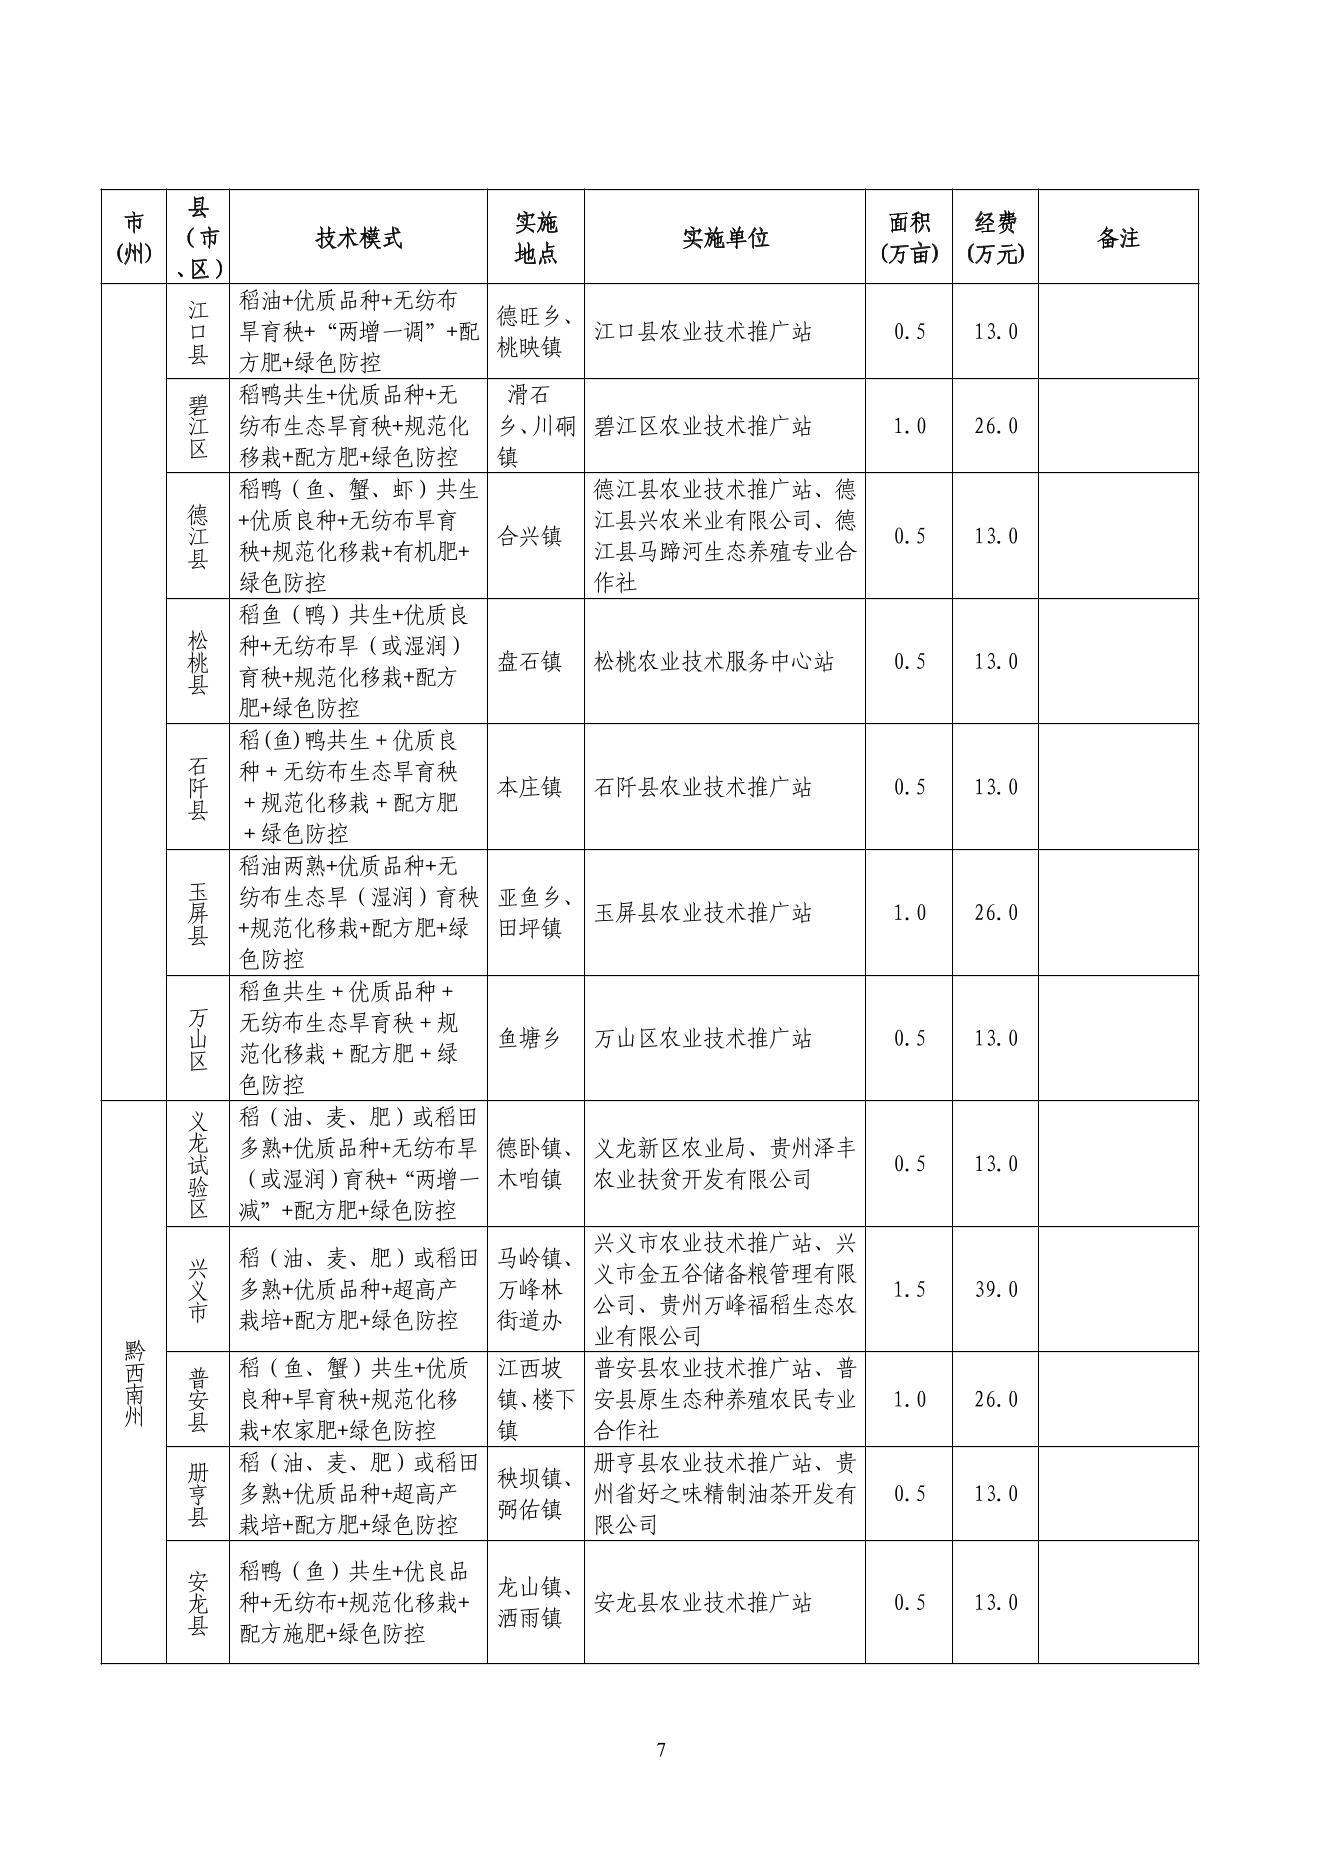 市
(州)
县
（市
、区）
技术模式
实施
地点
实施单位
面积
(万亩)
经费
(万元)
备注
江口县
稻油+优质品种+无纺布
旱育秧+“两增一调”+配
方肥+绿色防控
德旺乡、
桃映镇
江口县农业技术推广站
0.5
13.0
碧江区
稻鸭共生+优质品种+无
纺布生态旱育秧+规范化
移栽+配方肥+绿色防控
滑石
乡、川硐
镇
碧江区农业技术推广站
1.0
26.0
德江县
稻鸭（鱼、蟹、虾）共生
+优质良种+无纺布旱育
秧+规范化移栽+有机肥+
绿色防控
合兴镇
德江县农业技术推广站、德
江县兴农米业有限公司、德
江县马蹄河生态养殖专业合
作社
0.5
13.0
松桃县
稻鱼（鸭）共生+优质良
种+无纺布旱（或湿润）
育秧+规范化移栽+配方
肥+绿色防控
盘石镇
松桃农业技术服务中心站
0.5
13.0
石阡县
稻(鱼)鸭共生＋优质良
种＋无纺布生态旱育秧
＋规范化移栽＋配方肥
＋绿色防控
本庄镇
石阡县农业技术推广站
0.5
13.0
玉屏县
稻油两熟+优质品种+无
纺布生态旱（湿润）育秧
+规范化移栽+配方肥+绿
色防控
亚鱼乡、
田坪镇
玉屏县农业技术推广站
1.0
26.0
万山区
稻鱼共生＋优质品种＋
无纺布生态旱育秧＋规
范化移栽＋配方肥＋绿
色防控
鱼塘乡
万山区农业技术推广站
0.5
13.0
黔西南州
义龙试验区
稻（油、麦、肥）或稻田
多熟+优质品种+无纺布旱
（或湿润）育秧+“两增一
减”+配方肥+绿色防控
德卧镇、
木咱镇
义龙新区农业局、贵州泽丰
农业扶贫开发有限公司
0.5
13.0
兴义市
稻（油、麦、肥）或稻田
多熟+优质品种+超高产
栽培+配方肥+绿色防控
马岭镇、
万峰林
街道办
兴义市农业技术推广站、兴
义市金五谷储备粮管理有限
公司、贵州万峰福稻生态农
业有限公司
1.5
39.0
普安县
稻（鱼、蟹）共生+优质
良种+旱育秧+规范化移
栽+农家肥+绿色防控
江西坡
镇、楼下
镇
普安县农业技术推广站、普
安县原生态种养殖农民专业
合作社
1.0
26.0
册亨县
稻（油、麦、肥）或稻田
多熟+优质品种+超高产
栽培+配方肥+绿色防控
秧坝镇、
弼佑镇
册亨县农业技术推广站、贵
州省好之味精制油茶开发有
限公司
0.5
13.0
安龙县
稻鸭（鱼）共生+优良品
种+无纺布+规范化移栽+
配方施肥+绿色防控
龙山镇、
洒雨镇
安龙县农业技术推广站
0.5
13.0
7